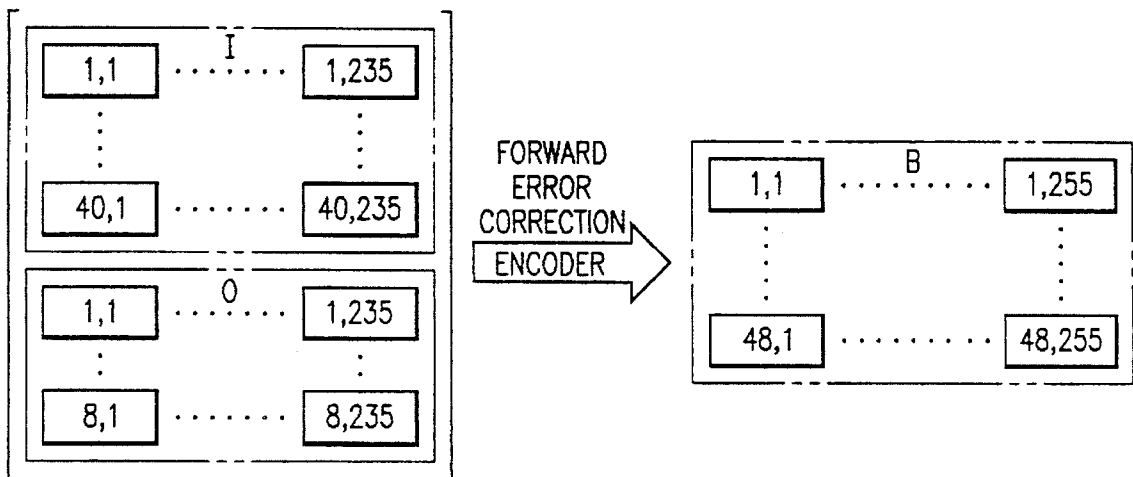 I
1,1 ....... 1,235
40,1 ....... 40,235
O
1,1 ....... 1,235
8,1 ....... 8,235
FORWARD
ERROR
CORRECTION
ENCODER
B
1,1 ......... 1,255
48,1 ......... 48,255